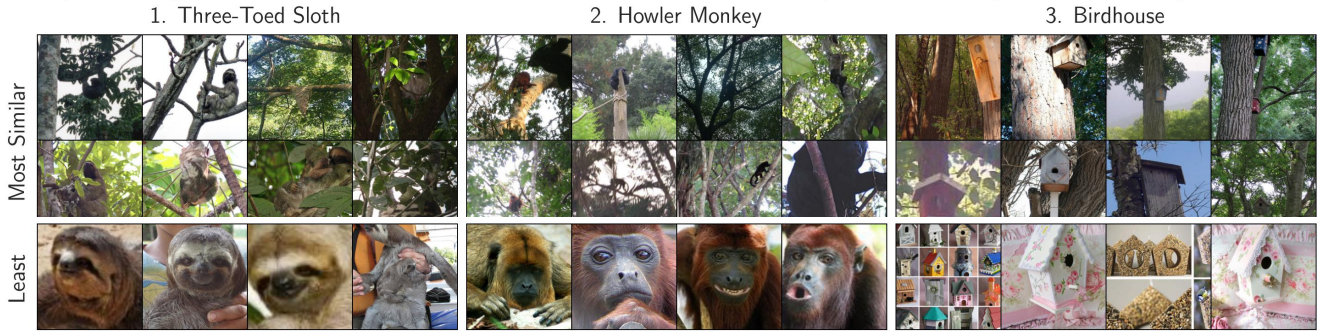 1. Three-Toed Sloth
2. Howler Monkey
3. Birdhouse
Most Similar
Least